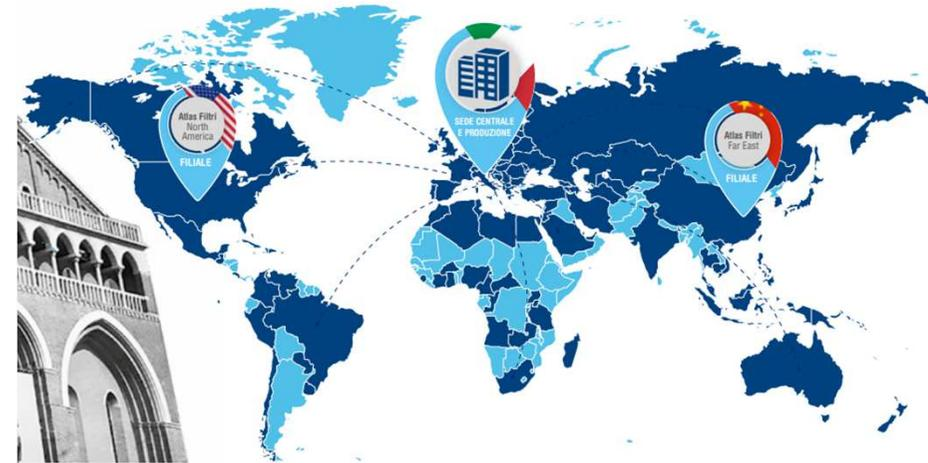 Atlas Filtri
North
America
FILIALE
SEDE CENTRALE
E PRODUZIONE
Atlas Filtri
Far East
FILIALE